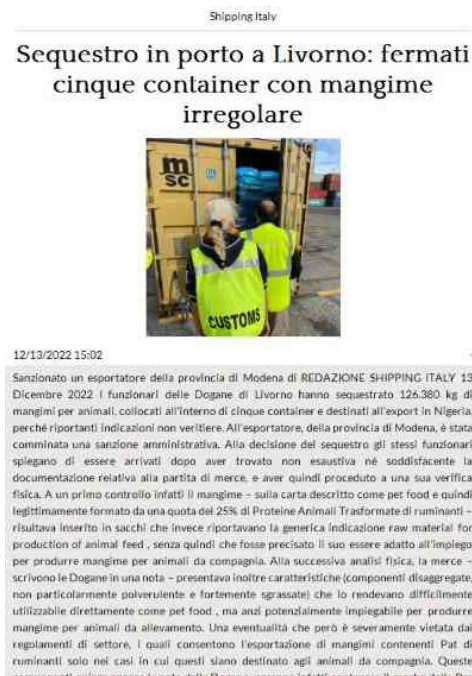 Shipping Italy
Sequestro in porto a Livorno: fermati
cinque container con mangime
irregolare
m
sc
CUSTOMS
12/13/2022 15:02
Sanzionato un esportatore della provincia di Modena di REDAZIONE SHIPPING ITALY 13
Dicembre 2022 I funzionari delle Dogane di Livorno hanno sequestrato 126.380 kg di
mangimi per animali, collocati all'interno di cinque container e destinati all'export in Nigeria,
perché riportanti indicazioni non veritiere. All'esportatore, della provincia di Modena, è stata
comminata una sanzione amministrativa. Alla decisione del sequestro gli stessi funzionari
spiegano di essere arrivati dopo aver trovato non esaustiva né soddisfacente la
documentazione relativa alla partita di merce, e aver quindi proceduto a una sua verifica
fisica. A un primo controllo infatti il mangime – sulla carta descritto come pet food e quindi
legittimamente formato da una quota del 25% di Proteine Animali Trasformate di ruminanti –
risultava inserito in sacchi che invece riportavano la generica indicazione raw material for
production of animal feed , senza quindi che fosse precisato il suo essere adatto all'impiego
per produrre mangime per animali da compagnia. Alla successiva analisi fisica, la merce –
scrivono le Dogane in una nota – presentava inoltre caratteristiche (componenti disaggregate,
non particolarmente polverulente e fortemente sgrassate) che lo rendevano difficilmente
utilizzabile direttamente come pet food , ma anzi potenzialmente impiegabile per produrre
mangime per animali da allevamento. Una eventualità che però è severamente vietata dai
regolamenti di settore, i quali consentono l'esportazione di mangimi contenenti Pat di
ruminanti solo nei casi in cui questi siano destinato agli animali da compagnia. Queste